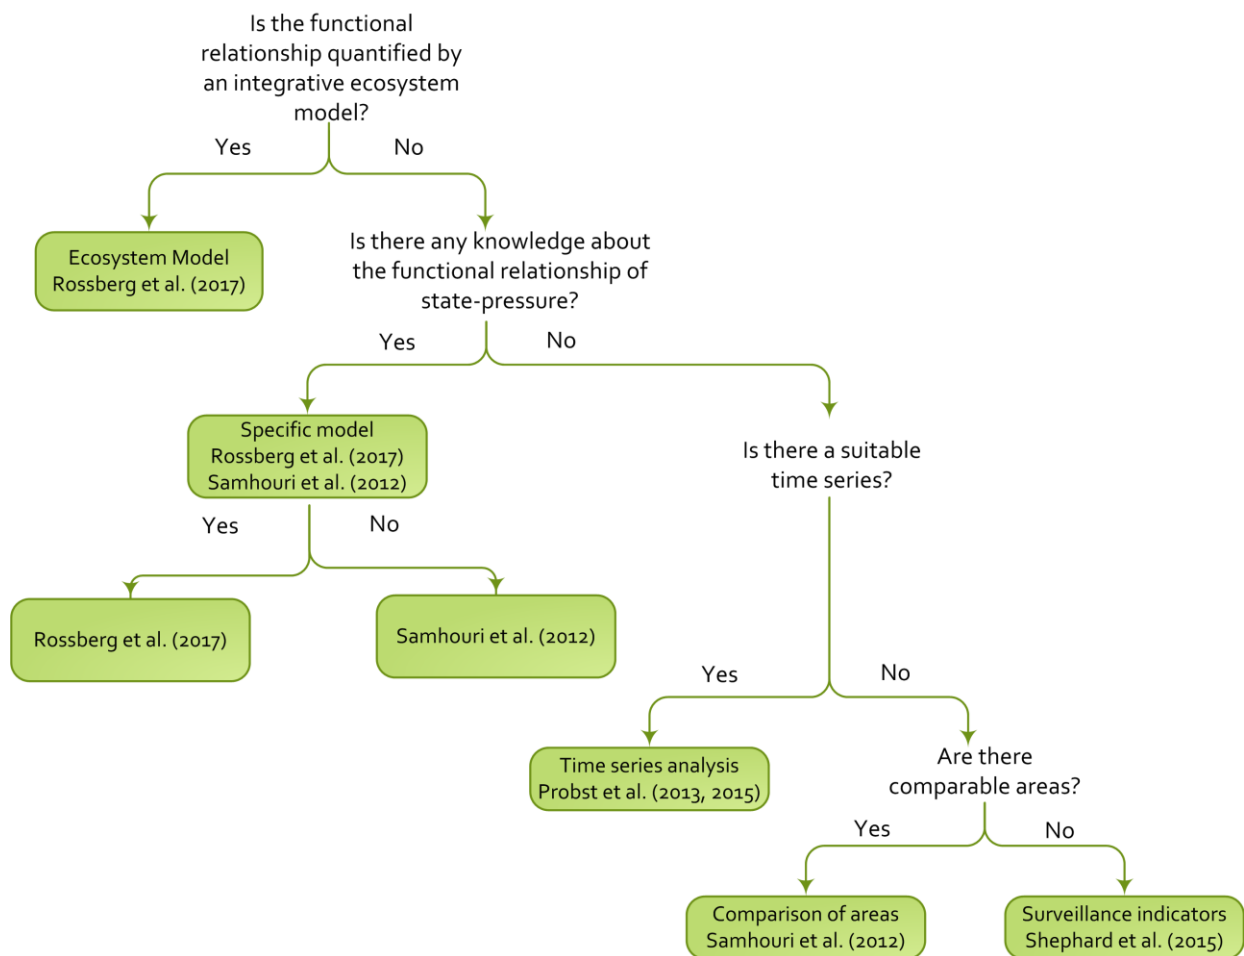 Is the functional
relationship quantified by
an integrative ecosystem
model?
Yes
No
Ecosystem Model
Rossberg et al. (2017)
Is there any knowledge about
the functional relationship of
state-pressure?
Yes
No
Specific model
Rossberg et al. (2017)
Samhouri et al. (2012)
Is there a suitable
time series?
Yes
No
Rossberg et al. (2017)
Samhouri et al. (2012)
Yes
No
Time series analysis
Probst et al. (2013, 2015)
Are there
comparable areas?
Yes
No
Comparison of areas
Samhouri et al. (2012)
Surveillance indicators
Shephard et al. (2015)